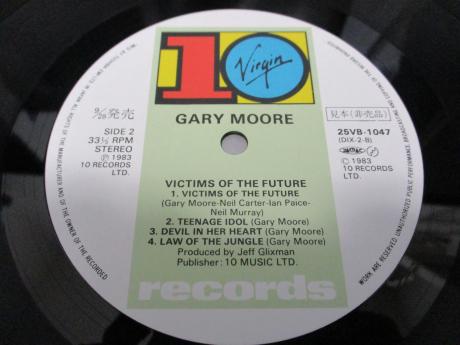 10
Virgin
GARY MOORE
9/28発売
見本(非売品)
SIDE 2
33⅓ RPM
STEREO
Ⓟ1983
10 RECORDS
LTD.
25VB-1047
(DIX-2-B)
©1983
10 RECORDS
LTD.
VICTIMS OF THE FUTURE
1. VICTIMS OF THE FUTURE
(Gary Moore-Neil Carter-Ian Paice-
Neil Murray)
2. TEENAGE IDOL (Gary Moore)
3. DEVIL IN HER HEART (Gary Moore)
4. LAW OF THE JUNGLE (Gary Moore)
Produced by Jeff Glixman
Publisher: 10 MUSIC LTD.
records
WORK ARE RESERVED UNAUTHORIZED PUBLIC PERFORMANCE, BROADCASTING AND COPYING
ALL RIGHTS OF THE MANUFACTURER AND OF THE OWNER OF THE RECORDED